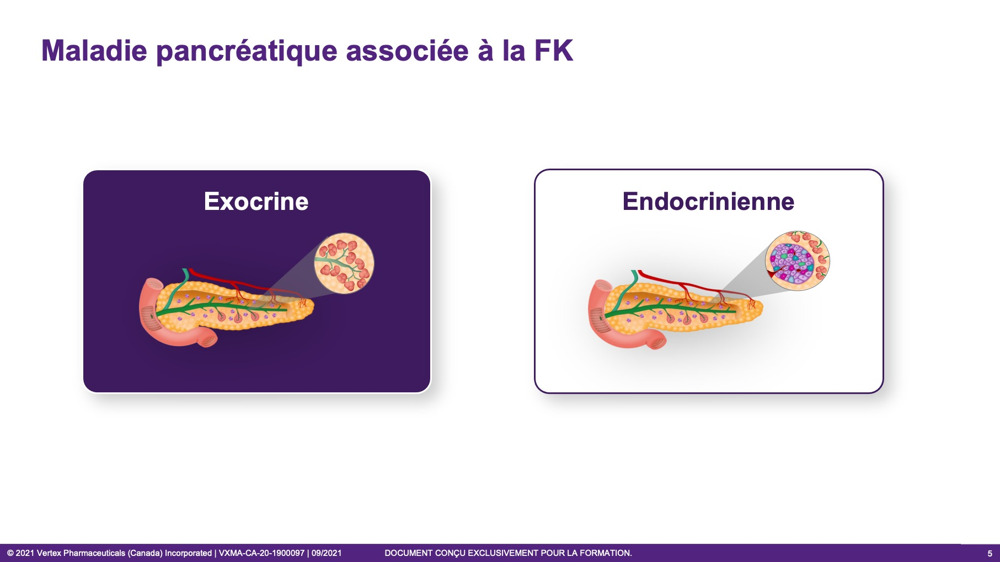 Maladie pancréatique associée à la FK
Exocrine
Endocrinienne
© 2021 Vertex Pharmaceuticals (Canada) Incorporated | VXMA-CA-20-1900097 | 09/2021
DOCUMENT CONÇU EXCLUSIVEMENT POUR LA FORMATION.
5